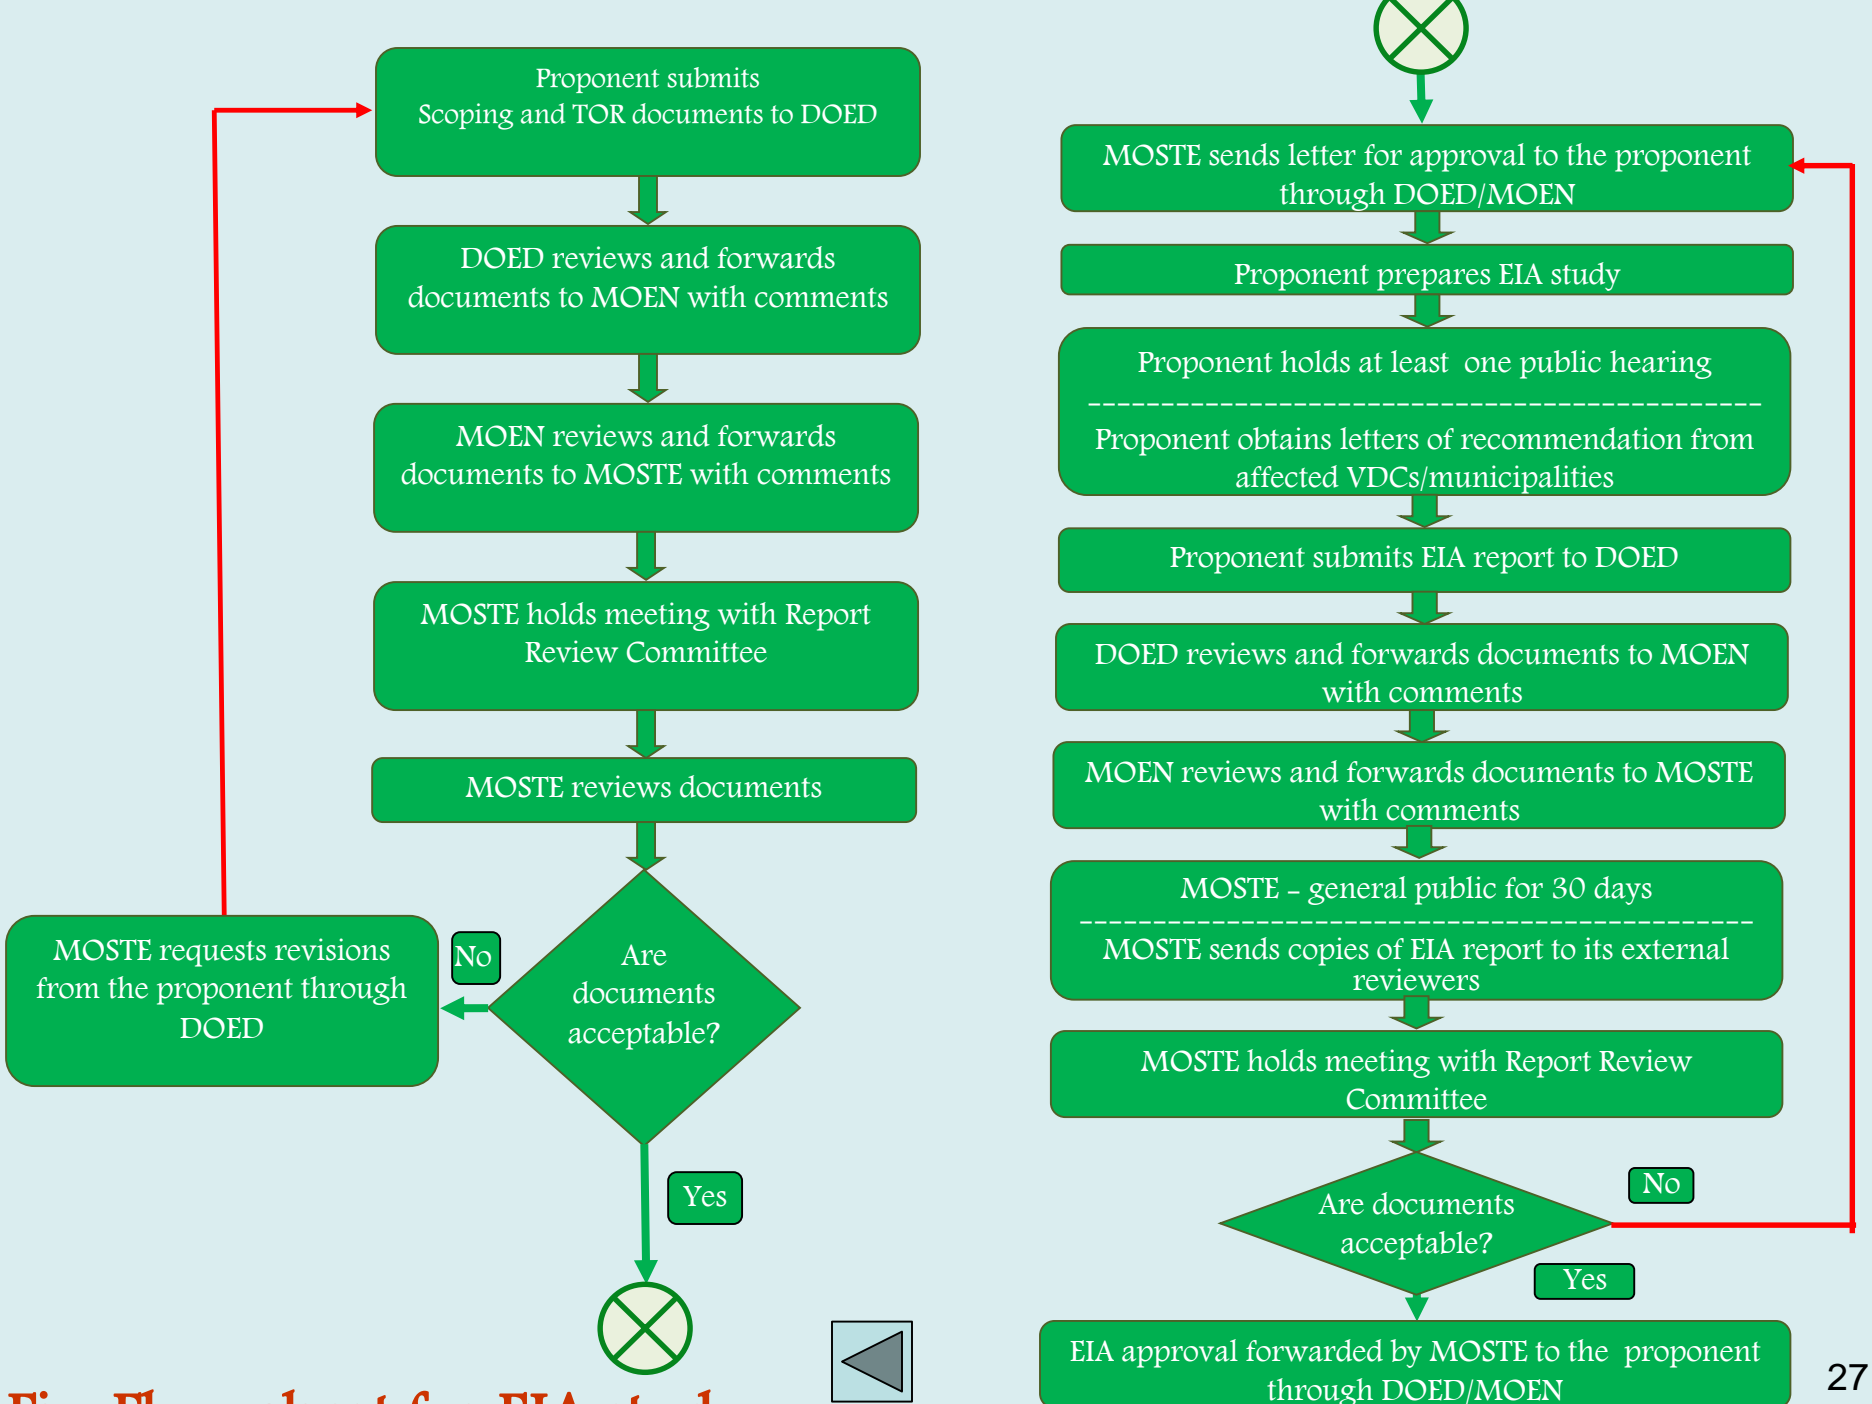 Proponent submits
Scoping and TOR documents to DOED
DOED reviews and forwards
documents to MOEN with comments
MOEN reviews and forwards
documents to MOSTE with comments
MOSTE holds meeting with Report
Review Committee
MOSTE reviews documents
Are
documents
acceptable?
No
MOSTE requests revisions
from the proponent through
DOED
Yes
MOSTE sends letter for approval to the proponent
through DOED/MOEN
Proponent prepares EIA study
Proponent holds at least one public hearing
----------------------------------------------
Proponent obtains letters of recommendation from
affected VDCs/municipalities
Proponent submits EIA report to DOED
DOED reviews and forwards documents to MOEN
with comments
MOEN reviews and forwards documents to MOSTE
with comments
MOSTE – general public for 30 days
----------------------------------------------
MOSTE sends copies of EIA report to its external
reviewers
MOSTE holds meeting with Report Review
Committee
Are documents
acceptable?
No
Yes
EIA approval forwarded by MOSTE to the proponent
through DOED/MOEN
27